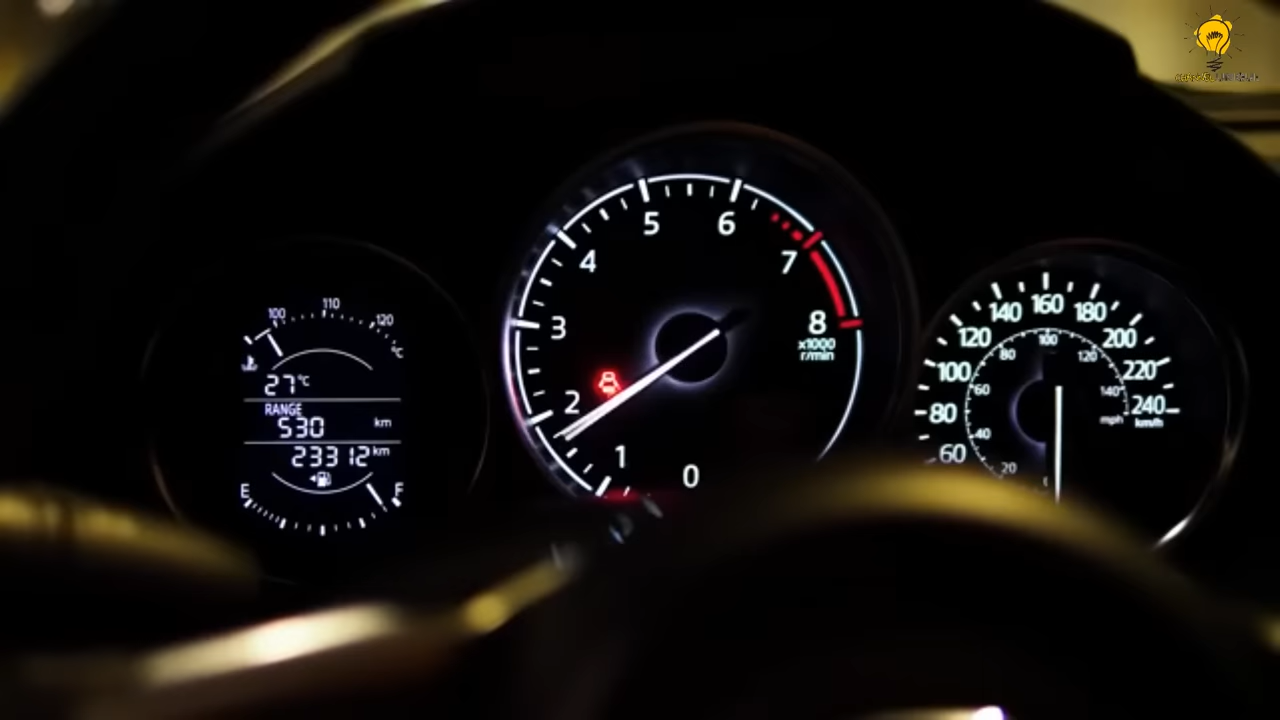 100 110 120
°C
27°C
RANGE
530 km
23312 km
E F
0 1 2 3 4 5 6 7 8
x1000
r/min
60 80 100 120 140 160 180 200 220 240
km/h
20 40 60 80 100 120 140
mph
CHANNEL